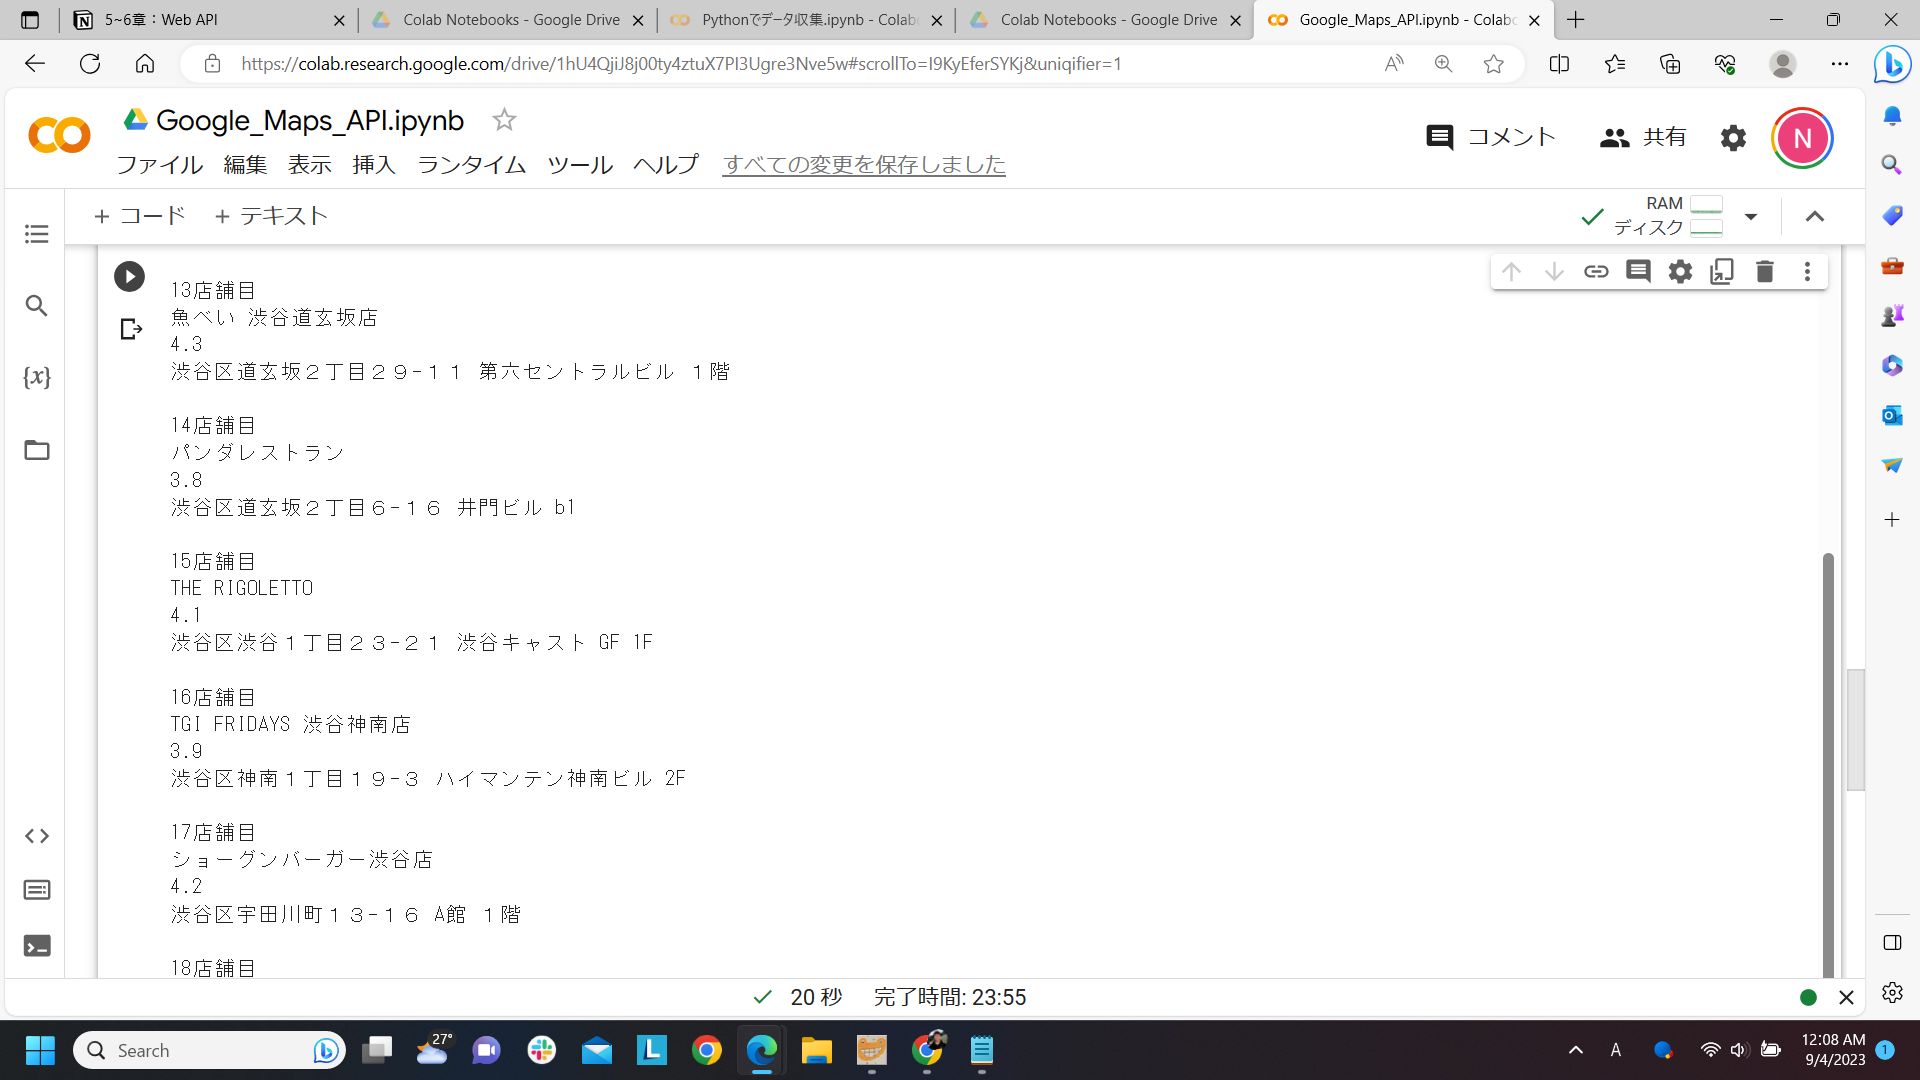 5~6章：Web API
Colab Notebooks - Google Drive
Pythonでデータ収集.ipynb - Colabo
Colab Notebooks - Google Drive
Google_Maps_API.ipynb - Colabo
https://colab.research.google.com/drive/1hU4QjiJ8j00ty4ztuX7PI3Ugre3Nve5w#scrollTo=I9KyEferSYKj&uniqifier=1
Google_Maps_API.ipynb
コメント
共有
N
ファイル 編集 表示 挿入 ランタイム ツール ヘルプ すべての変更を保存しました
+ コード + テキスト
RAM
ディスク
13店舗目
魚べい 渋谷道玄坂店
4.3
渋谷区道玄坂２丁目２９−１１ 第六セントラルビル １階
14店舗目
パンダレストラン
3.8
渋谷区道玄坂２丁目６−１６ 井門ビル b1
15店舗目
THE RIGOLETTO
4.1
渋谷区渋谷１丁目２３−２１ 渋谷キャスト GF 1F
16店舗目
TGI FRIDAYS 渋谷神南店
3.9
渋谷区神南１丁目１９−３ ハイマンテン神南ビル 2F
17店舗目
ショーグンバーガー渋谷店
4.2
渋谷区宇田川町１３−１６ A館 １階
18店舗目
20 秒 完了時間: 23:55
Search
27°
A
12:08 AM
9/4/2023
1